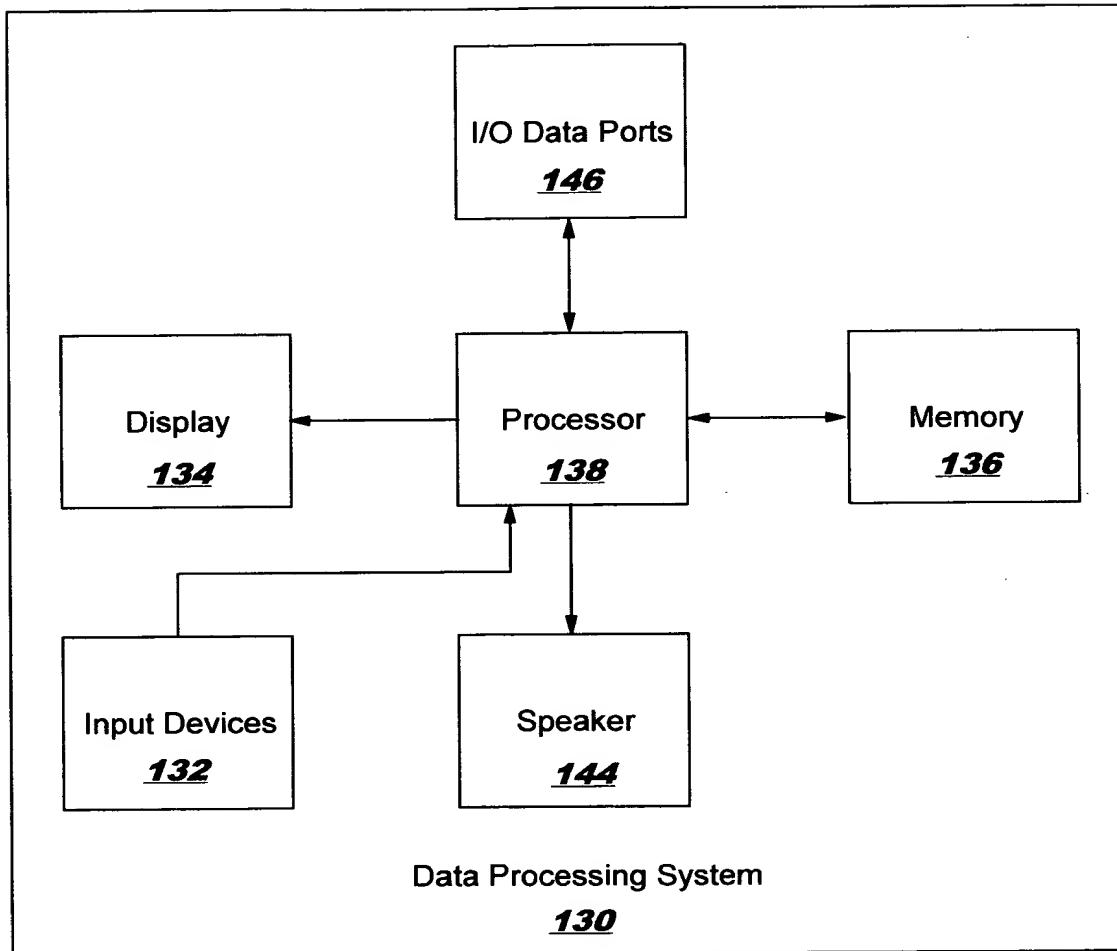 I/O Data Ports
146
Display
134
Processor
138
Memory
136
Input Devices
132
Speaker
144
Data Processing System
130